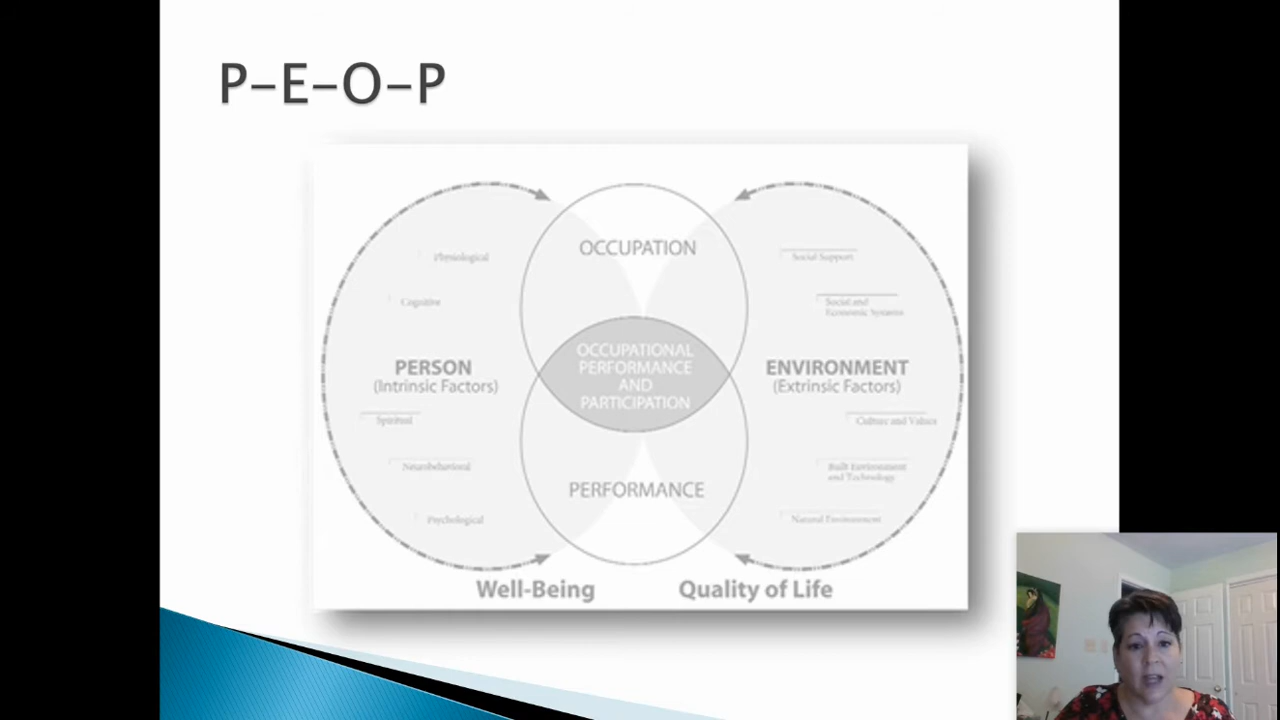 P–E–O–P
OCCUPATION
Physiological
Social Support
Cognitive
Social and
Economic Systems
OCCUPATIONAL
PERFORMANCE
AND
PARTICIPATION
PERSON
(Intrinsic Factors)
ENVIRONMENT
(Extrinsic Factors)
Spiritual
Culture and Values
Neurobehavioral
Built Environment
and Technology
PERFORMANCE
Psychological
Natural Environment
Well-Being
Quality of Life